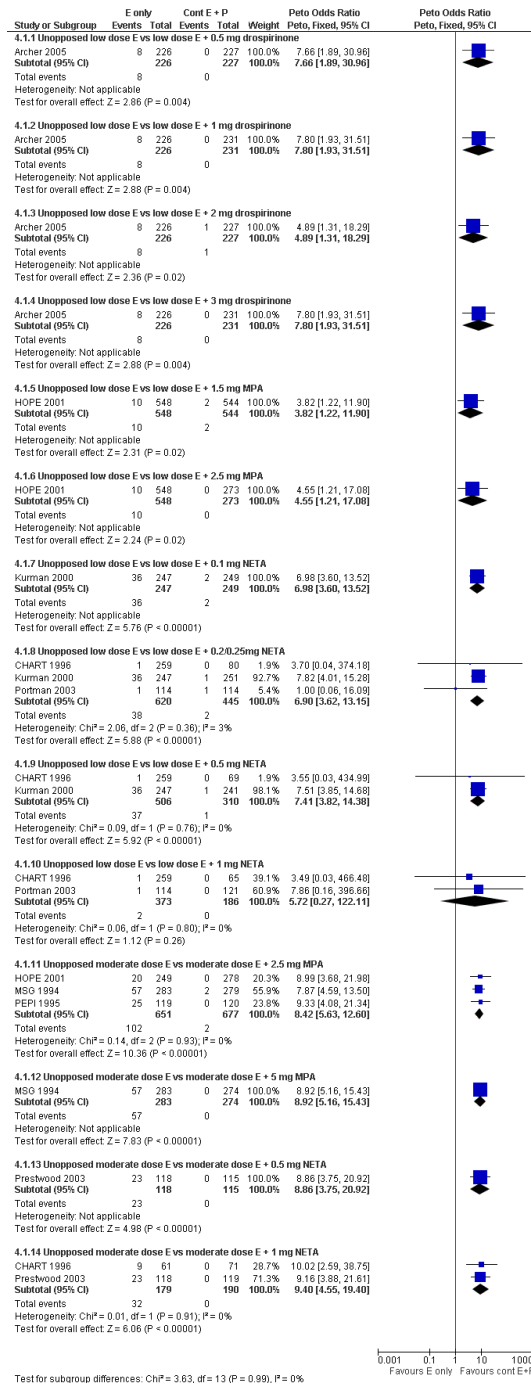 E only Cont E + P Peto Odds Ratio Peto Odds Ratio
Study or Subgroup Events Total Events Total Weight Peto, Fixed, 95% CI Peto, Fixed, 95% CI
4.1.1 Unopposed low dose E vs low dose E + 0.5 mg drospirinone
Archer 2005 8 226 0 227 100.0% 7.66 [1.89, 30.96]
Subtotal (95% CI) 226 227 100.0% 7.66 [1.89, 30.96]
Total events 8 0
Heterogeneity: Not applicable
Test for overall effect: Z = 2.86 (P = 0.004)
4.1.2 Unopposed low dose E vs low dose E + 1 mg drospirinone
Archer 2005 8 226 0 231 100.0% 7.80 [1.93, 31.51]
Subtotal (95% CI) 226 231 100.0% 7.80 [1.93, 31.51]
Total events 8 0
Heterogeneity: Not applicable
Test for overall effect: Z = 2.88 (P = 0.004)
4.1.3 Unopposed low dose E vs low dose E + 2 mg drospirinone
Archer 2005 8 226 1 227 100.0% 4.89 [1.31, 18.29]
Subtotal (95% CI) 226 227 100.0% 4.89 [1.31, 18.29]
Total events 8 1
Heterogeneity: Not applicable
Test for overall effect: Z = 2.36 (P = 0.02)
4.1.4 Unopposed low dose E vs low dose E + 3 mg drospirinone
Archer 2005 8 226 0 231 100.0% 7.80 [1.93, 31.51]
Subtotal (95% CI) 226 231 100.0% 7.80 [1.93, 31.51]
Total events 8 0
Heterogeneity: Not applicable
Test for overall effect: Z = 2.88 (P = 0.004)
4.1.5 Unopposed low dose E vs low dose E + 1.5 mg MPA
HOPE 2001 10 548 2 544 100.0% 3.82 [1.22, 11.90]
Subtotal (95% CI) 548 544 100.0% 3.82 [1.22, 11.90]
Total events 10 2
Heterogeneity: Not applicable
Test for overall effect: Z = 2.31 (P = 0.02)
4.1.6 Unopposed low dose E vs low dose E + 2.5 mg MPA
HOPE 2001 10 548 0 273 100.0% 4.55 [1.21, 17.08]
Subtotal (95% CI) 548 273 100.0% 4.55 [1.21, 17.08]
Total events 10 0
Heterogeneity: Not applicable
Test for overall effect: Z = 2.24 (P = 0.02)
4.1.7 Unopposed low dose E vs low dose E + 0.1 mg NETA
Kurman 2000 36 247 2 249 100.0% 6.98 [3.60, 13.52]
Subtotal (95% CI) 247 249 100.0% 6.98 [3.60, 13.52]
Total events 36 2
Heterogeneity: Not applicable
Test for overall effect: Z = 5.76 (P < 0.00001)
4.1.8 Unopposed low dose E vs low dose E + 0.2/0.25mg NETA
CHART 1996 1 259 0 80 1.9% 3.70 [0.04, 374.18]
Kurman 2000 36 247 1 251 92.7% 7.82 [4.01, 15.28]
Portman 2003 1 114 1 114 5.4% 1.00 [0.06, 16.09]
Subtotal (95% CI) 620 445 100.0% 6.90 [3.62, 13.15]
Total events 38 2
Heterogeneity: Chi² = 2.06, df = 2 (P = 0.36); I² = 3%
Test for overall effect: Z = 5.88 (P < 0.00001)
4.1.9 Unopposed low dose E vs low dose E + 0.5 mg NETA
CHART 1996 1 259 0 69 1.9% 3.55 [0.03, 434.99]
Kurman 2000 36 247 1 241 98.1% 7.51 [3.85, 14.68]
Subtotal (95% CI) 506 310 100.0% 7.41 [3.82, 14.38]
Total events 37 1
Heterogeneity: Chi² = 0.09, df = 1 (P = 0.76); I² = 0%
Test for overall effect: Z = 5.92 (P < 0.00001)
4.1.10 Unopposed low dose E vs low dose E + 1 mg NETA
CHART 1996 1 259 0 65 39.1% 3.49 [0.03, 466.48]
Portman 2003 1 114 0 121 60.9% 7.86 [0.16, 396.66]
Subtotal (95% CI) 373 186 100.0% 5.72 [0.27, 122.11]
Total events 2 0
Heterogeneity: Chi² = 0.06, df = 1 (P = 0.80); I² = 0%
Test for overall effect: Z = 1.12 (P = 0.26)
4.1.11 Unopposed moderate dose E vs moderate dose E + 2.5 mg MPA
HOPE 2001 20 249 0 278 20.3% 8.99 [3.68, 21.98]
MSG 1994 57 283 2 279 55.9% 7.87 [4.59, 13.50]
PEPI 1995 25 119 0 120 23.8% 9.33 [4.08, 21.34]
Subtotal (95% CI) 651 677 100.0% 8.42 [5.63, 12.60]
Total events 102 2
Heterogeneity: Chi² = 0.14, df = 2 (P = 0.93); I² = 0%
Test for overall effect: Z = 10.36 (P < 0.00001)
4.1.12 Unopposed moderate dose E vs moderate dose E + 5 mg MPA
MSG 1994 57 283 0 274 100.0% 8.92 [5.16, 15.43]
Subtotal (95% CI) 283 274 100.0% 8.92 [5.16, 15.43]
Total events 57 0
Heterogeneity: Not applicable
Test for overall effect: Z = 7.83 (P < 0.00001)
4.1.13 Unopposed moderate dose E vs moderate dose E + 0.5 mg NETA
Prestwood 2003 23 118 0 115 100.0% 8.86 [3.75, 20.92]
Subtotal (95% CI) 118 115 100.0% 8.86 [3.75, 20.92]
Total events 23 0
Heterogeneity: Not applicable
Test for overall effect: Z = 4.98 (P < 0.00001)
4.1.14 Unopposed moderate dose E vs moderate dose E + 1 mg NETA
CHART 1996 9 61 0 71 28.7% 10.02 [2.59, 38.75]
Prestwood 2003 23 118 0 119 71.3% 9.16 [3.88, 21.61]
Subtotal (95% CI) 179 190 100.0% 9.40 [4.55, 19.40]
Total events 32 0
Heterogeneity: Chi² = 0.01, df = 1 (P = 0.91); I² = 0%
Test for overall effect: Z = 6.06 (P < 0.00001)
0.001 0.1 1 10 1000
Favours E only Favours cont E+P
Test for subgroup differences: Chi² = 3.63, df = 13 (P = 0.99), I² = 0%